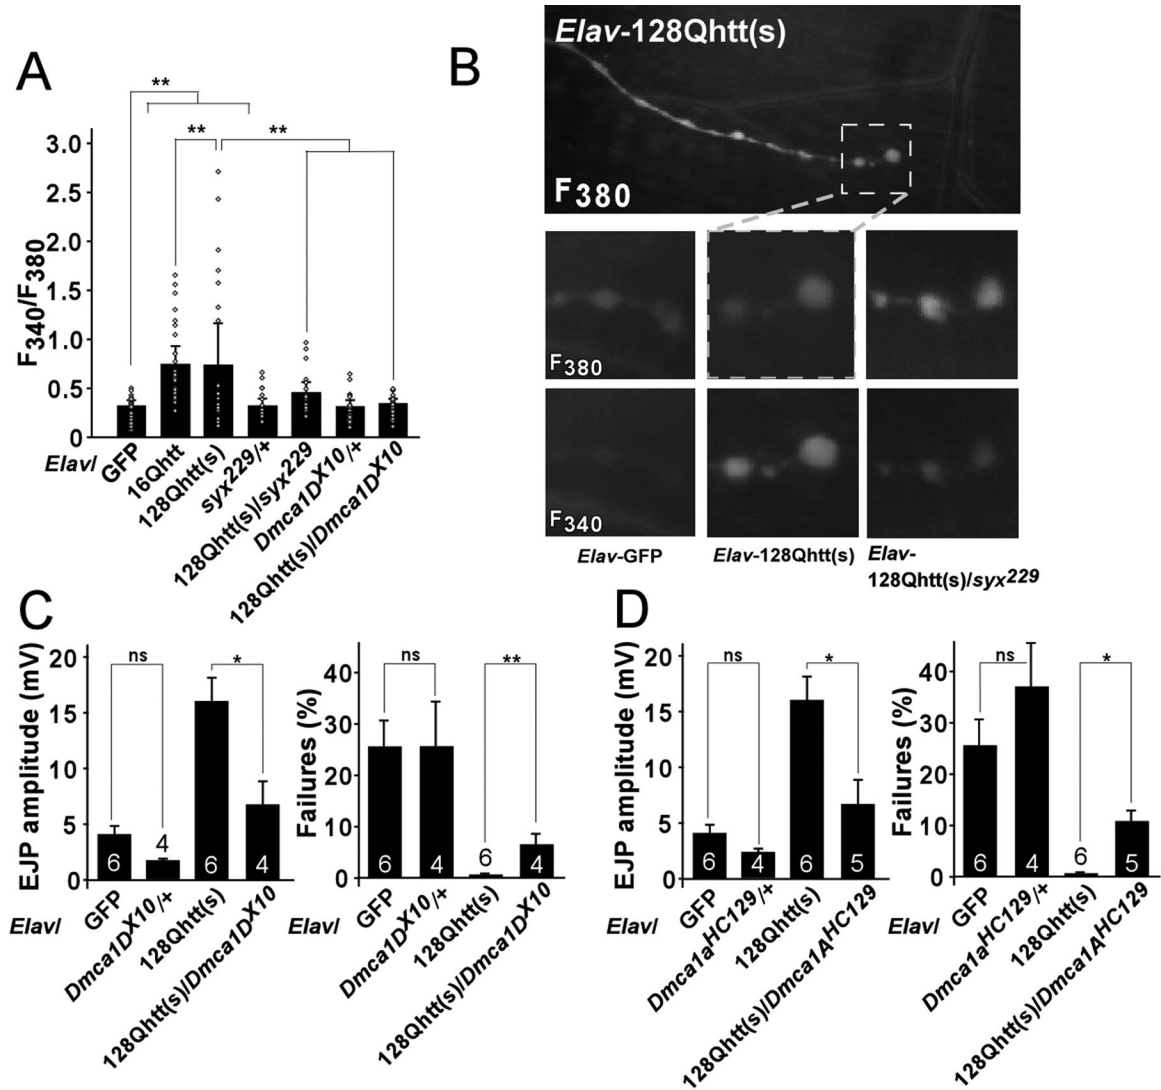 A
**
** **
3.0
2.5
2.0
1.5
1.0
0.5
0
F340/F380
Elav/
GFP
16Qhtt
128Qhtt(s)
syx229/+
128Qhtt(s)/syx229
Dmca1DX10/+
128Qhtt(s)/Dmca1DX10
B
Elav-128Qhtt(s)
F380
F380
F340
Elav-GFP
Elav-128Qhtt(s)
Elav-
128Qhtt(s)/syx229
C
EJP amplitude (mV)
20
15
10
5
0
ns
*
6
4
6
4
Elav/
GFP
Dmca1DX10/+
128Qhtt(s)
128Qhtt(s)/Dmca1DX10
Failures (%)
40
30
20
10
0
ns
**
6
4
6
4
Elav/
GFP
Dmca1DX10/+
128Qhtt(s)
128Qhtt(s)/Dmca1DX10
D
EJP amplitude (mV)
20
15
10
5
0
ns
*
6
4
6
5
Elav/
GFP
Dmca1aHC129/+
128Qhtt(s)
128Qhtt(s)/Dmca1AHC129
Failures (%)
40
30
20
10
0
ns
*
6
4
6
5
Elav/
GFP
Dmca1aHC129/+
128Qhtt(s)
128Qhtt(s)/Dmca1AHC129